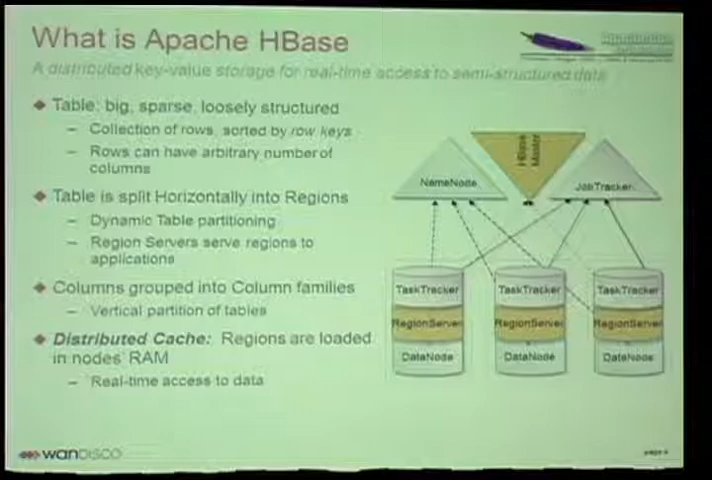 What is Apache HBase
A distributed key-value storage for real-time access to semi-structured data
Table: big, sparse, loosely structured
– Collection of rows, sorted by row keys
– Rows can have arbitrary number of
columns
Table is split Horizontally into Regions
– Dynamic Table partitioning
– Region Servers serve regions to
applications
Columns grouped into Column families
– Vertical partition of tables
Distributed Cache: Regions are loaded
in nodes' RAM
– Real-time access to data
NameNode
HBase
Master
JobTracker
TaskTracker
RegionServer
DataNode
TaskTracker
RegionServer
DataNode
TaskTracker
RegionServer
DataNode
WANDISCO